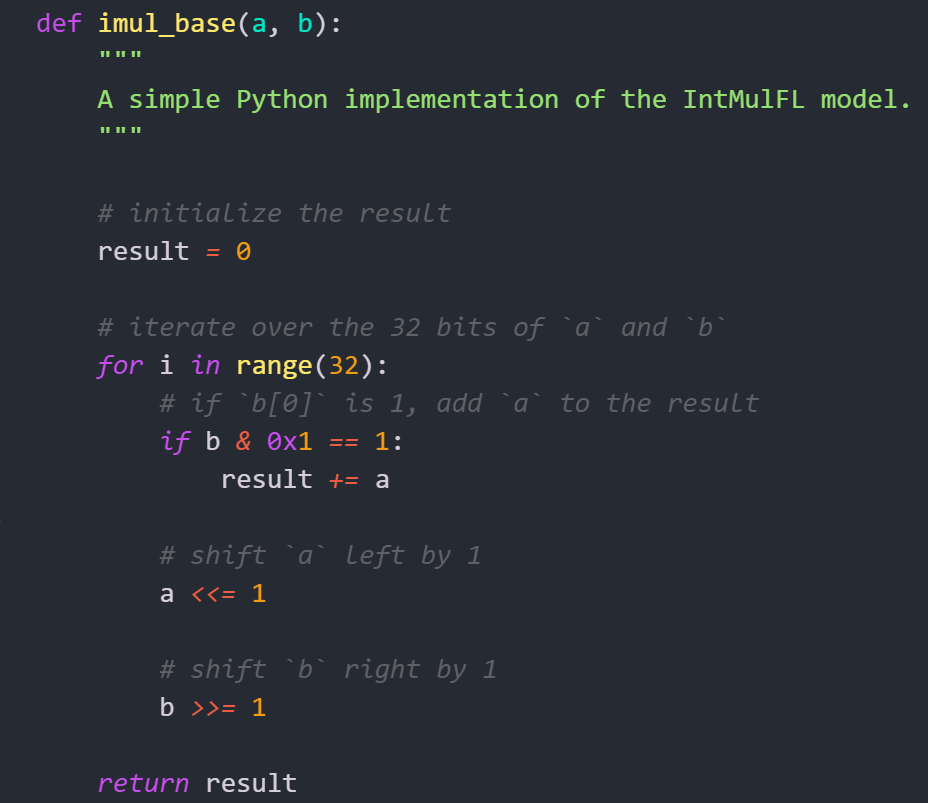 def imul_base(a, b):
    """
    A simple Python implementation of the IntMulFL model.
    """

    # initialize the result
    result = 0

    # iterate over the 32 bits of `a` and `b`
    for i in range(32):
        # if `b[0]` is 1, add `a` to the result
        if b & 0x1 == 1:
            result += a

        # shift `a` left by 1
        a <<= 1

        # shift `b` right by 1
        b >>= 1

    return result